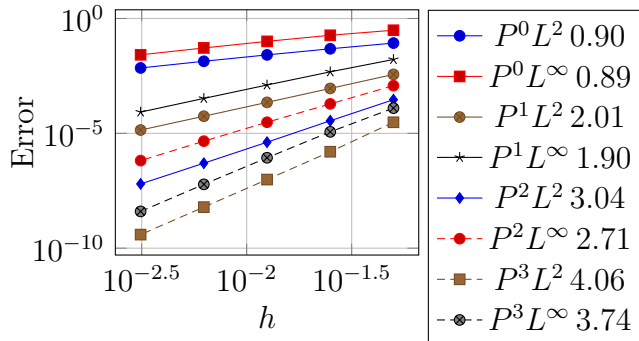 10^0
10^{-5}
10^{-10}
Error
10^{-2.5} 10^{-2} 10^{-1.5}
h
P^0 L^2 0.90
P^0 L^∞ 0.89
P^1 L^2 2.01
P^1 L^∞ 1.90
P^2 L^2 3.04
P^2 L^∞ 2.71
P^3 L^2 4.06
P^3 L^∞ 3.74